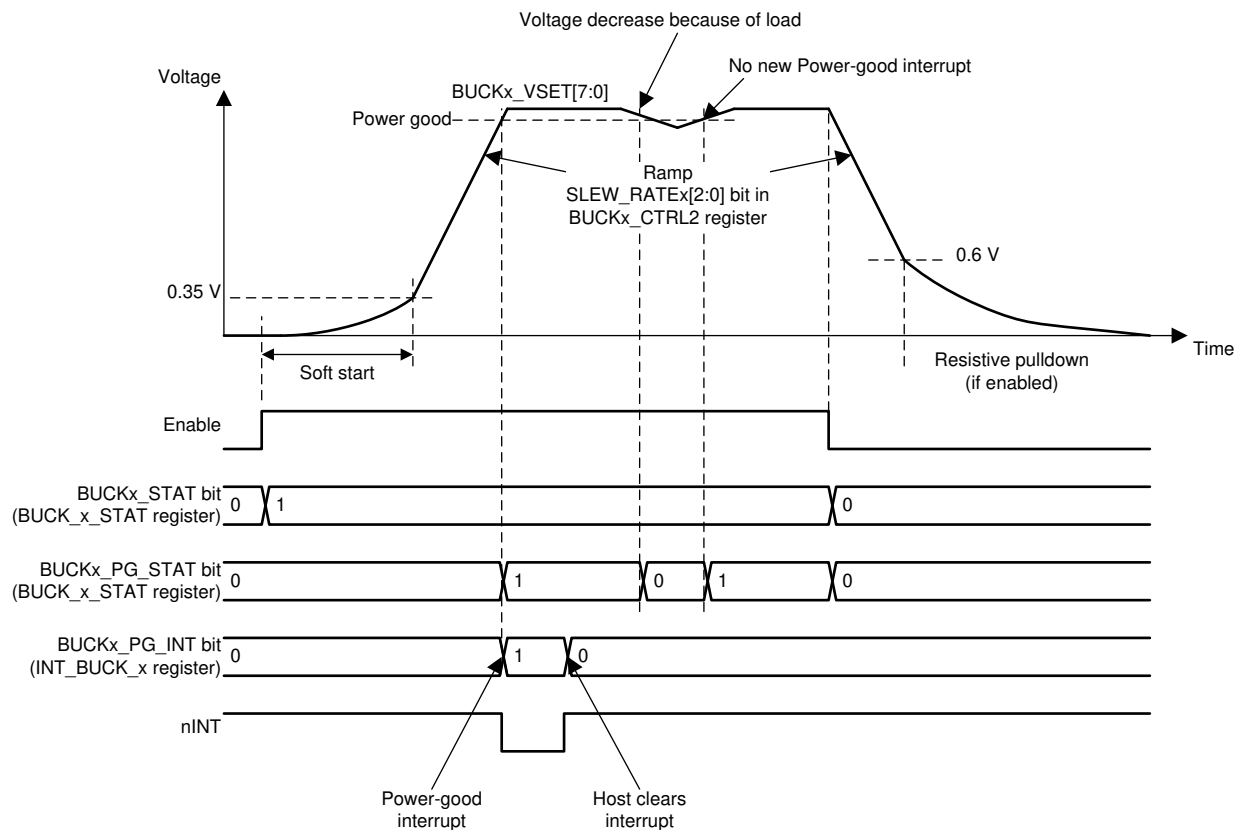 Voltage decrease because of load
No new Power-good interrupt
Voltage
BUCKx_VSET[7:0]
Power good
Ramp
SLEW_RATEx[2:0] bit in
BUCKx_CTRL2 register
0.6 V
0.35 V
Time
Soft start
Resistive pulldown
(if enabled)
Enable
BUCKx_STAT bit
(BUCK_x_STAT register)
0 1 0
BUCKx_PG_STAT bit
(BUCK_x_STAT register)
0 1 0 1 0
BUCKx_PG_INT bit
(INT_BUCK_x register)
0 1 0
nINT
Power-good
interrupt
Host clears
interrupt